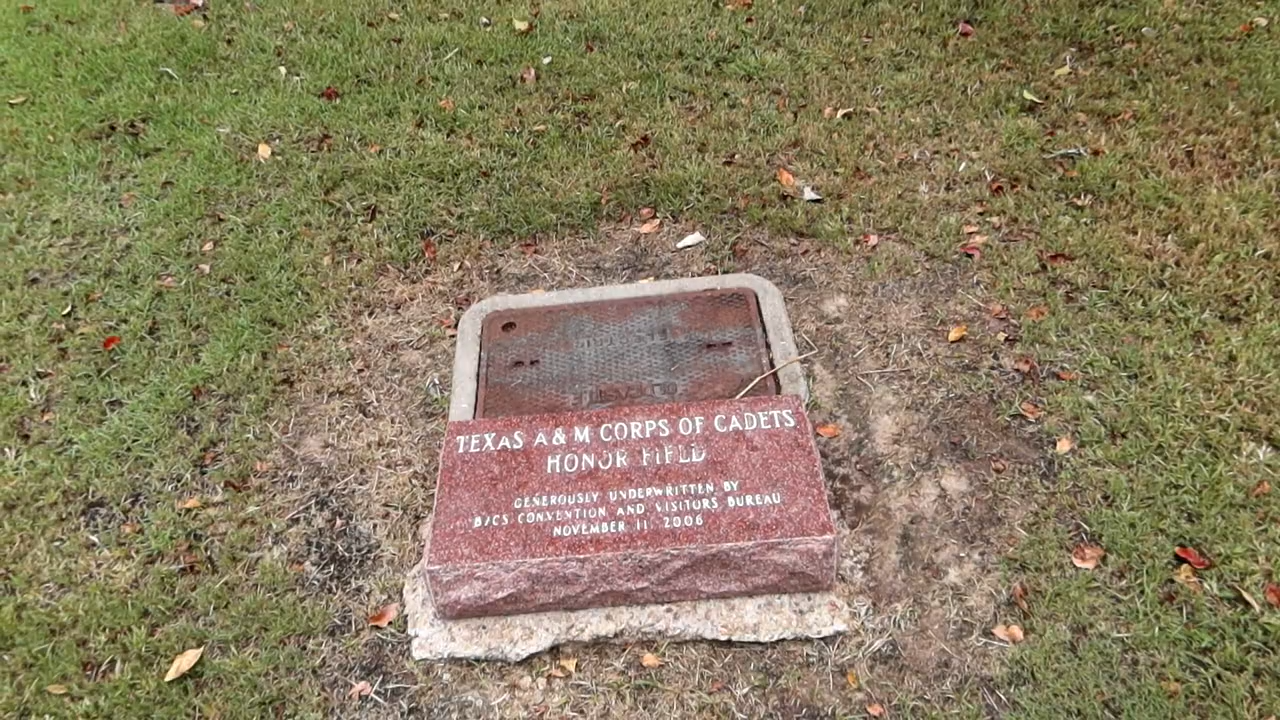 TEXAS A & M CORPS OF CADETS
HONOR FIELD
GENEROUSLY UNDERWRITTEN BY
B/CS CONVENTION AND VISITORS BUREAU
NOVEMBER 11, 2006